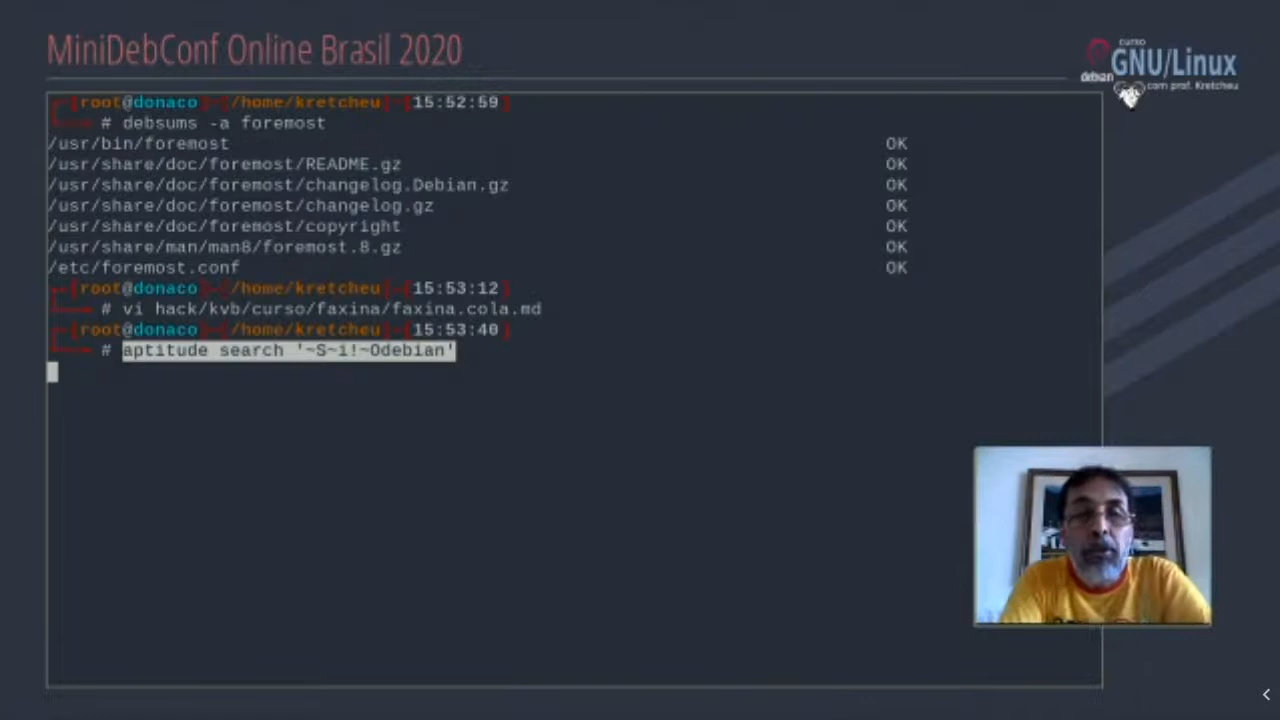 MiniDebConf Online Brasil 2020
curso
debian GNU/Linux
com prof. Kretcheu
[root@donaco]-[/home/kretcheu]-[15:52:59]
# debsums -a foremost
/usr/bin/foremost OK
/usr/share/doc/foremost/README.gz OK
/usr/share/doc/foremost/changelog.Debian.gz OK
/usr/share/doc/foremost/changelog.gz OK
/usr/share/doc/foremost/copyright OK
/usr/share/man/man8/foremost.8.gz OK
/etc/foremost.conf OK
[root@donaco]-[/home/kretcheu]-[15:53:12]
# vi hack/kvb/curso/faxina/faxina.cola.md
[root@donaco]-[/home/kretcheu]-[15:53:40]
# aptitude search '~S~i!~Odebian'